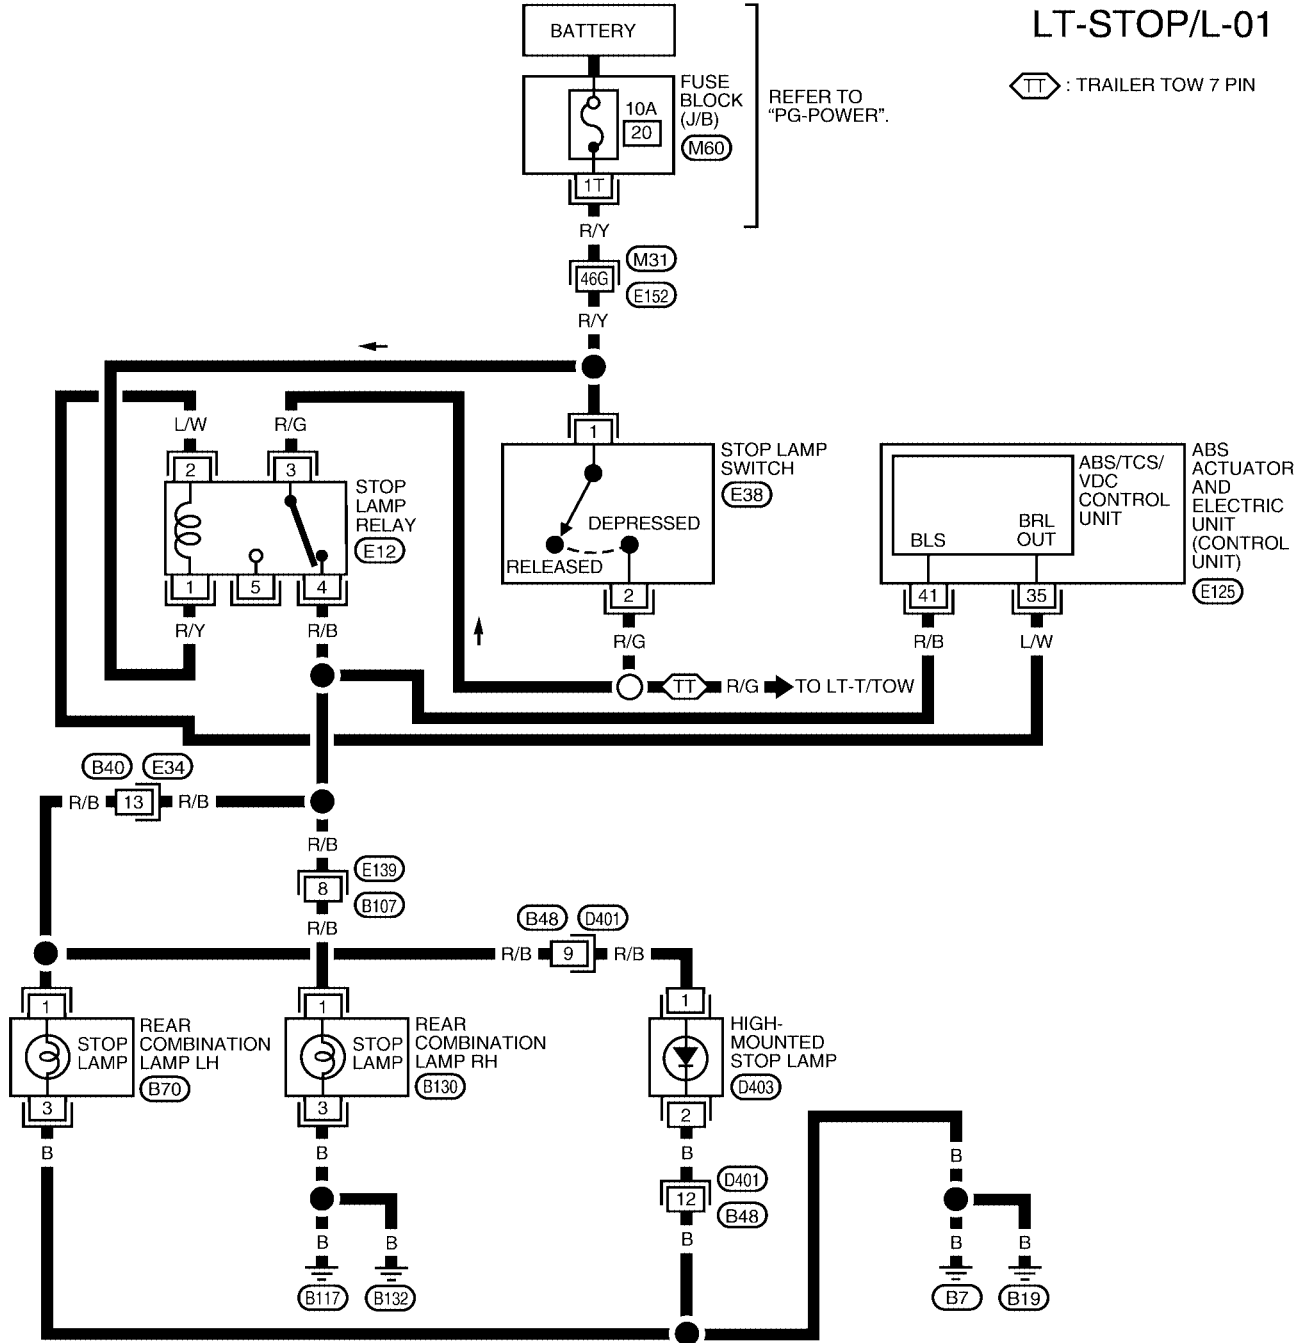 LT-STOP/L-01
TT : TRAILER TOW 7 PIN
BATTERY
FUSE
BLOCK
(J/B)
M60
10A
20
REFER TO
"PG-POWER".
1T
R/Y
M31
46G
E152
R/Y
L/W
R/G
2
3
STOP
LAMP
RELAY
E12
1
5
4
R/Y
R/B
1
STOP LAMP
SWITCH
E38
DEPRESSED
RELEASED
2
R/G
TT
R/G
TO LT-T/TOW
ABS/TCS/
VDC
CONTROL
UNIT
BLS
BRL
OUT
ABS
ACTUATOR
AND
ELECTRIC
UNIT
(CONTROL
UNIT)
E125
41
35
R/B
L/W
B40
E34
R/B
13
R/B
R/B
E139
8
B107
R/B
B48
D401
R/B
9
R/B
1
STOP
LAMP
REAR
COMBINATION
LAMP LH
B70
3
B
1
STOP
LAMP
REAR
COMBINATION
LAMP RH
B130
3
B
B
B
B117
B132
1
HIGH-
MOUNTED
STOP LAMP
D403
2
B
D401
12
B48
B
B
B
B
B7
B19